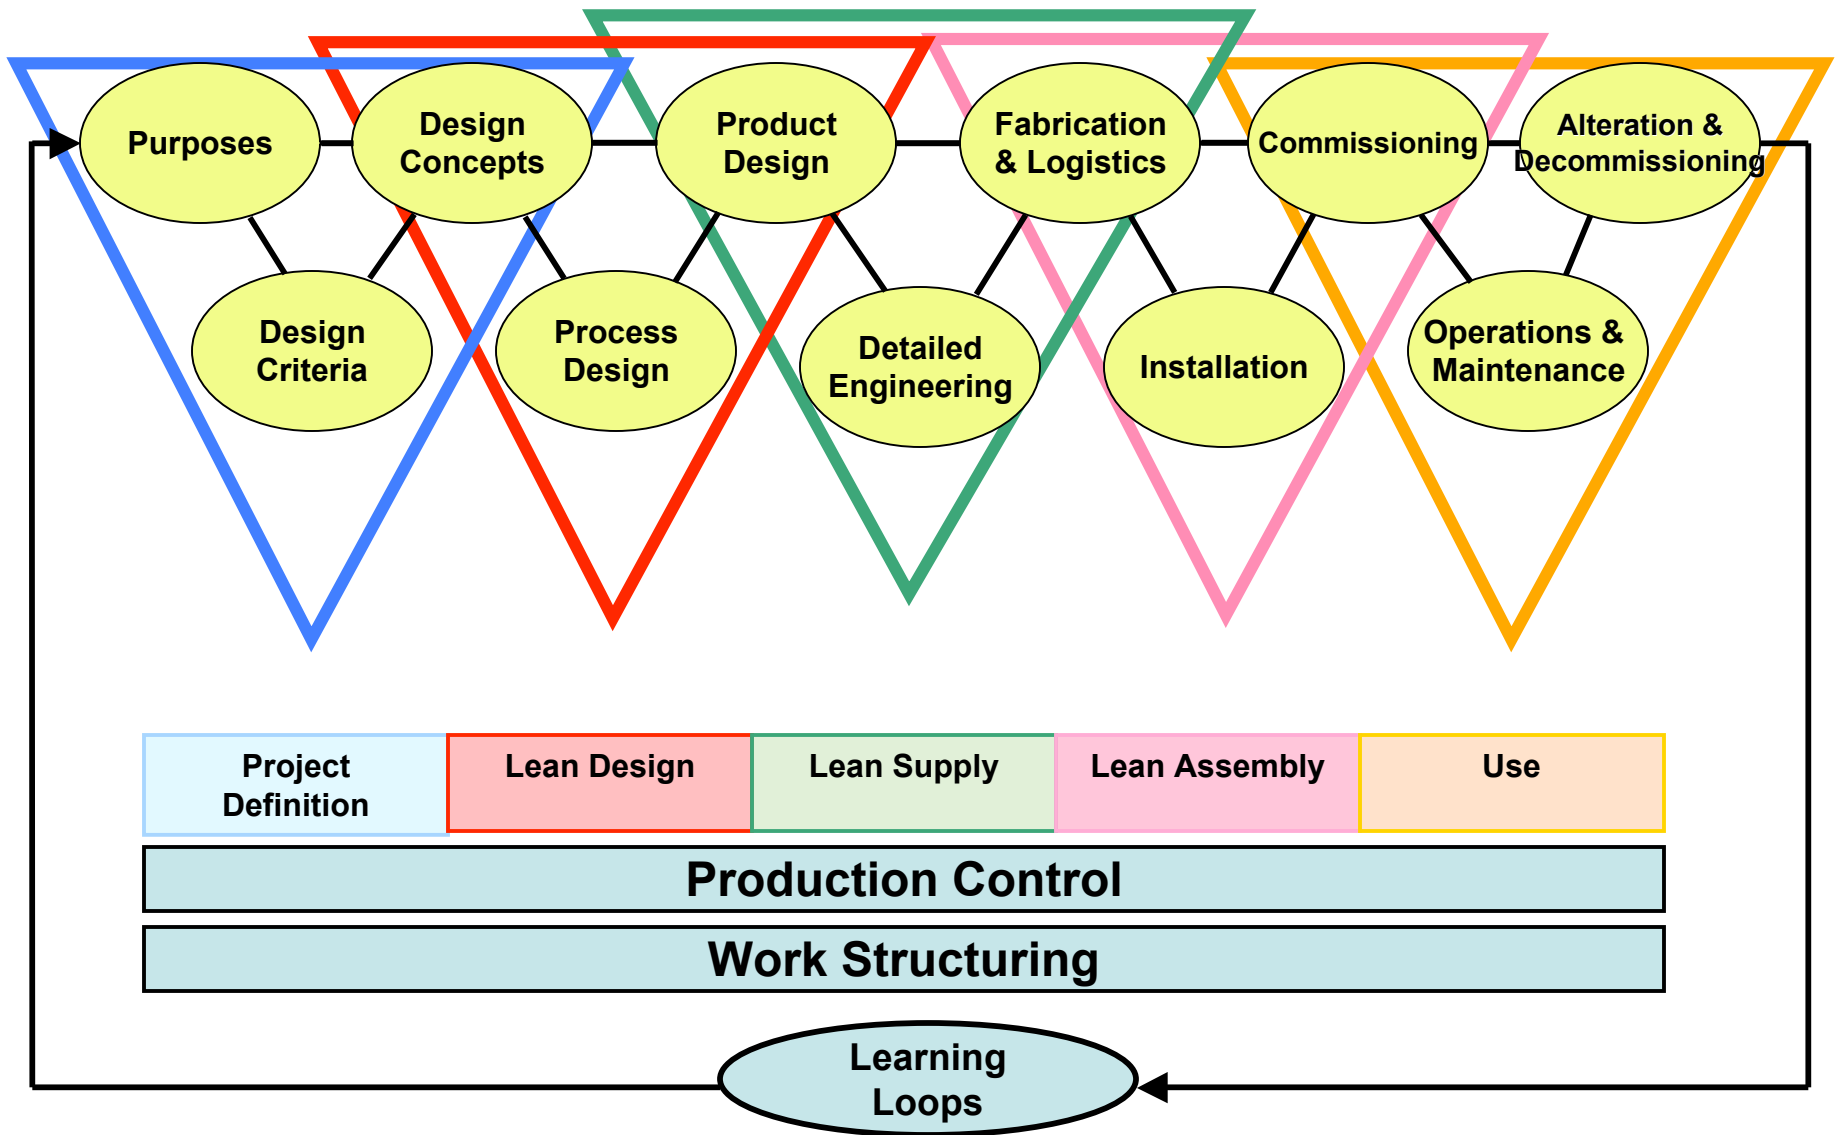 Purposes
Design
Concepts
Product
Design
Fabrication
& Logistics
Commissioning
Alteration &
Decommissioning
Design
Criteria
Process
Design
Detailed
Engineering
Installation
Operations &
Maintenance
Project
Definition
Lean Design
Lean Supply
Lean Assembly
Use
Production Control
Work Structuring
Learning
Loops